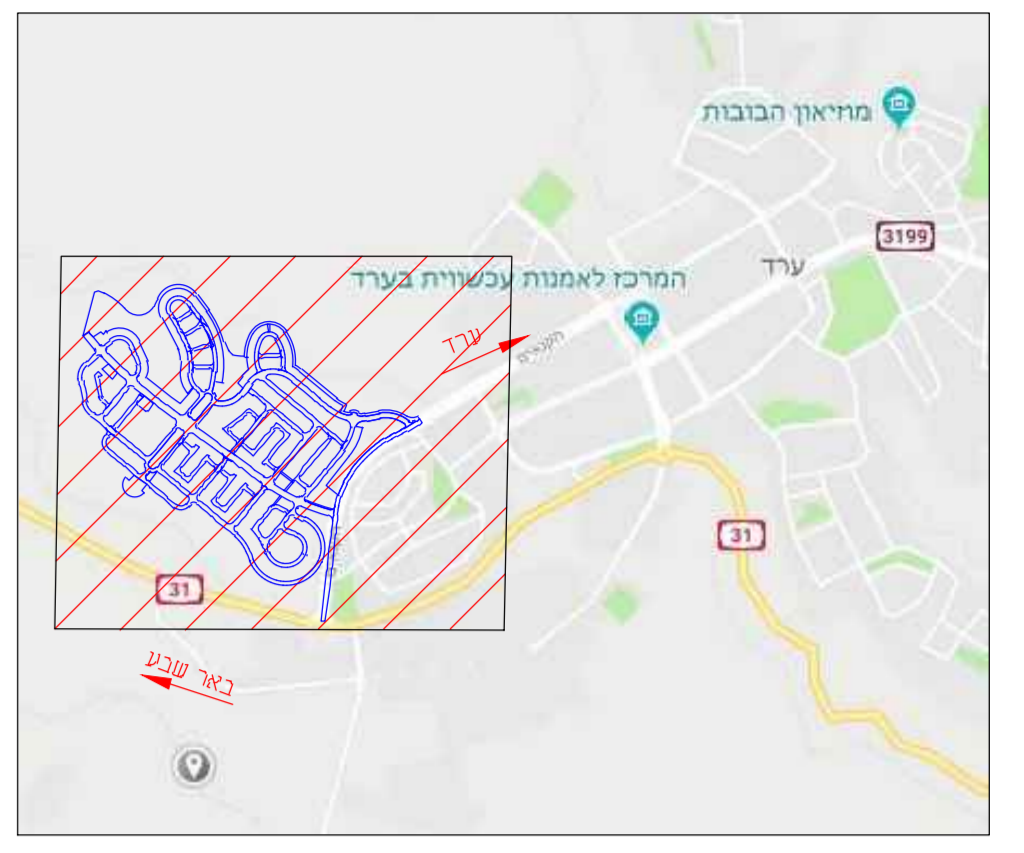 מוזיאון הבובות
3199
ערד
המרכז לאמנות עכשווית בערד
ערד
31
31
באר שבע